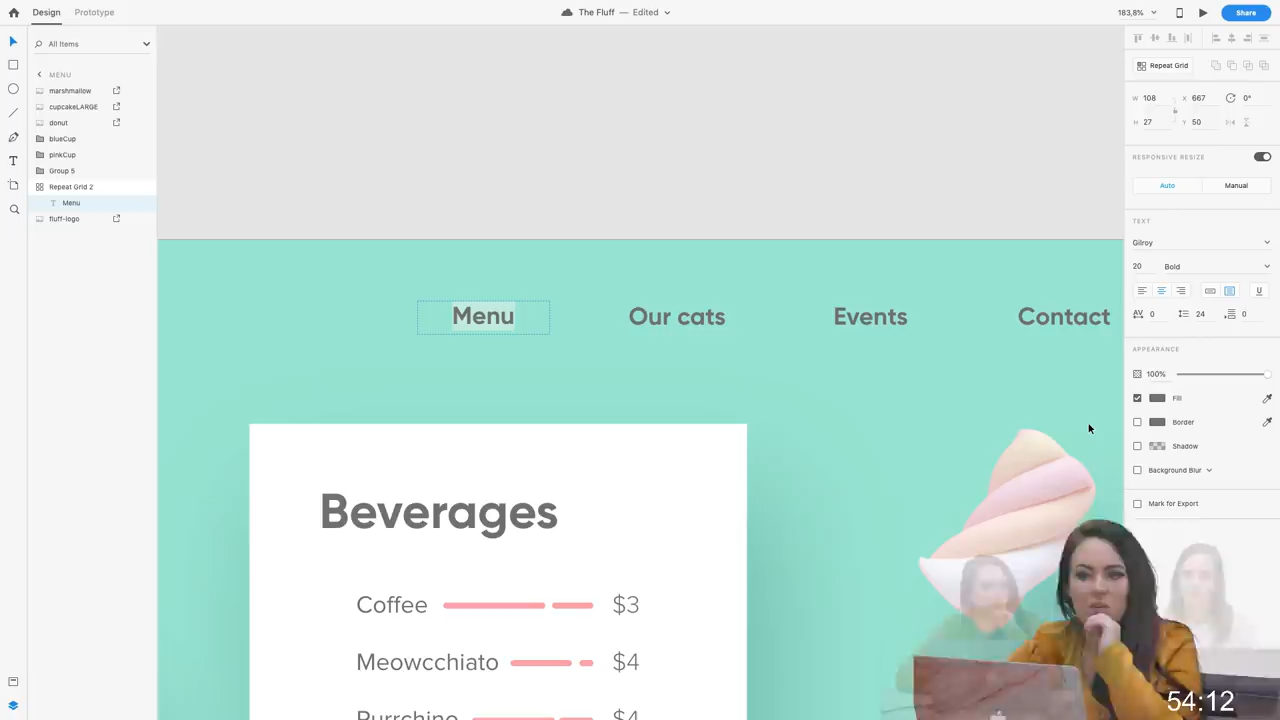 Design Prototype The Fluff — Edited 183,8% Share
All Items
MENU
marshmallow
cupcakeLARGE
donut
blueCup
pinkCup
Group 5
Repeat Grid 2
T Menu
fluff-logo
Menu Our cats Events Contact
Beverages
Coffee $3
Meowcchiato $4
Purrchino $4
Repeat Grid
W 108 X 667 0°
H 27 Y 50
RESPONSIVE RESIZE
Auto Manual
TEXT
Gilroy
20 Bold
U
AV 0 24 0
APPEARANCE
100%
Fill
Border
Shadow
Background Blur
Mark for Export
54:12